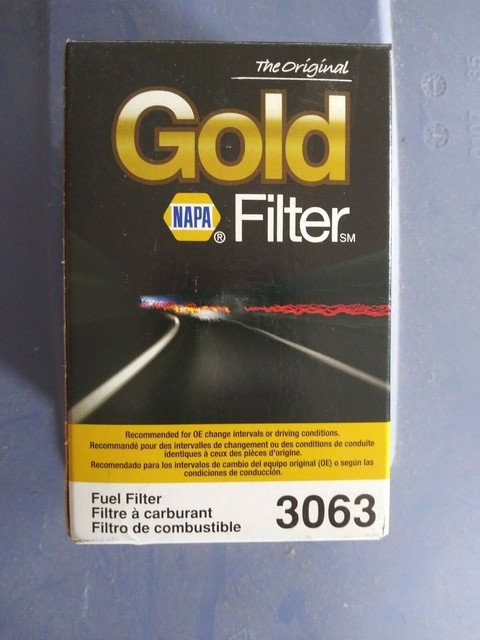 The Original
Gold
NAPA® FilterSM
Recommended for OE change intervals or driving conditions.
Recommandé pour des intervalles de changement ou des conditions de conduite
identiques à ceux des pièces d'origine.
Recomendado para los intervalos de cambio del equipo original (OE) o según las
condiciones de conducción.
Fuel Filter
Filtre à carburant
Filtro de combustible
3063